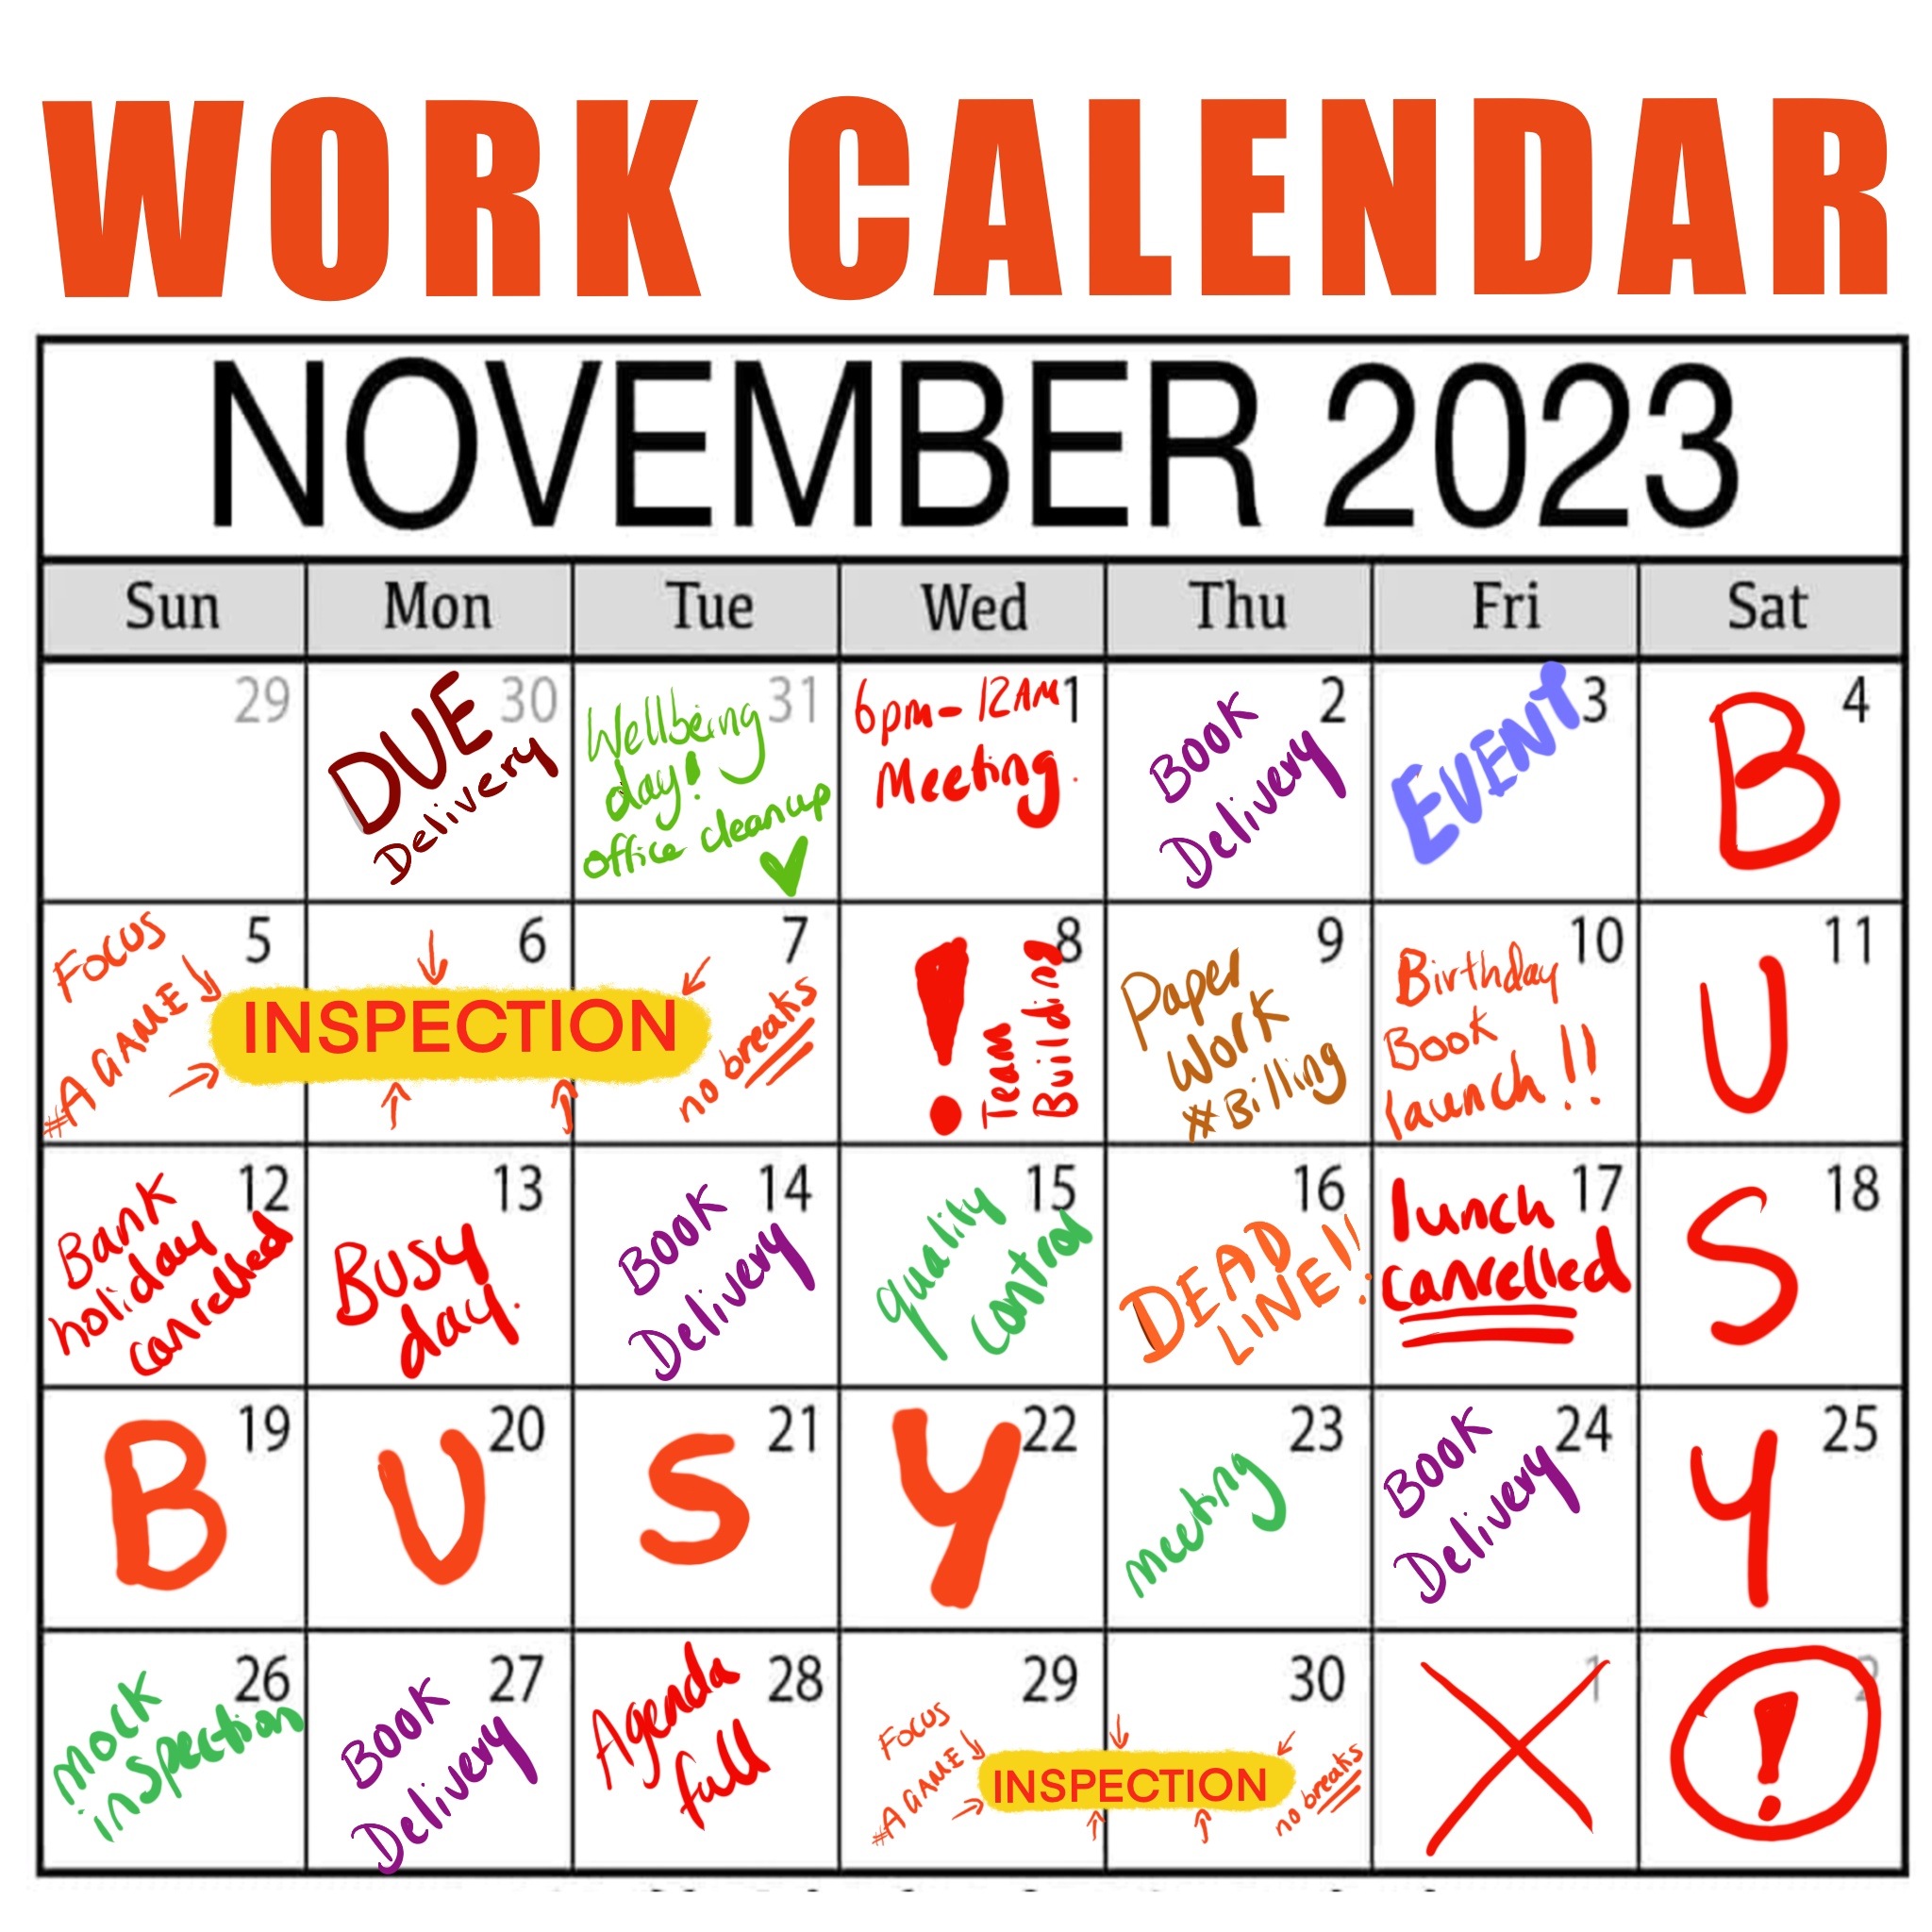 WORK CALENDAR
NOVEMBER 2023
Sun Mon Tue Wed Thu Fri Sat
29
30
DUE
Delivery
31
Wellbeing
day!
office cleanup
1
6pm-12AM
Meeting.
2
Book
Delivery
3
EVENT
4
B
5
Focus
#A GAME
6
INSPECTION
7
no breaks
8
!
Team
Building
9
Paper
Work
#Billing
10
Birthday
Book
launch!!
11
U
12
Bank
holiday
cancelled
13
Busy
day.
14
Book
Delivery
15
quality
control
16
DEAD
LINE!!
17
lunch
cancelled
18
S
19
B
20
U
21
S
22
Y
23
meeting
24
Book
Delivery
25
Y
26
mock
inspection
27
Book
Delivery
28
Agenda
full
29
Focus
#A GAME
INSPECTION
30
no breaks
1
X
2
!